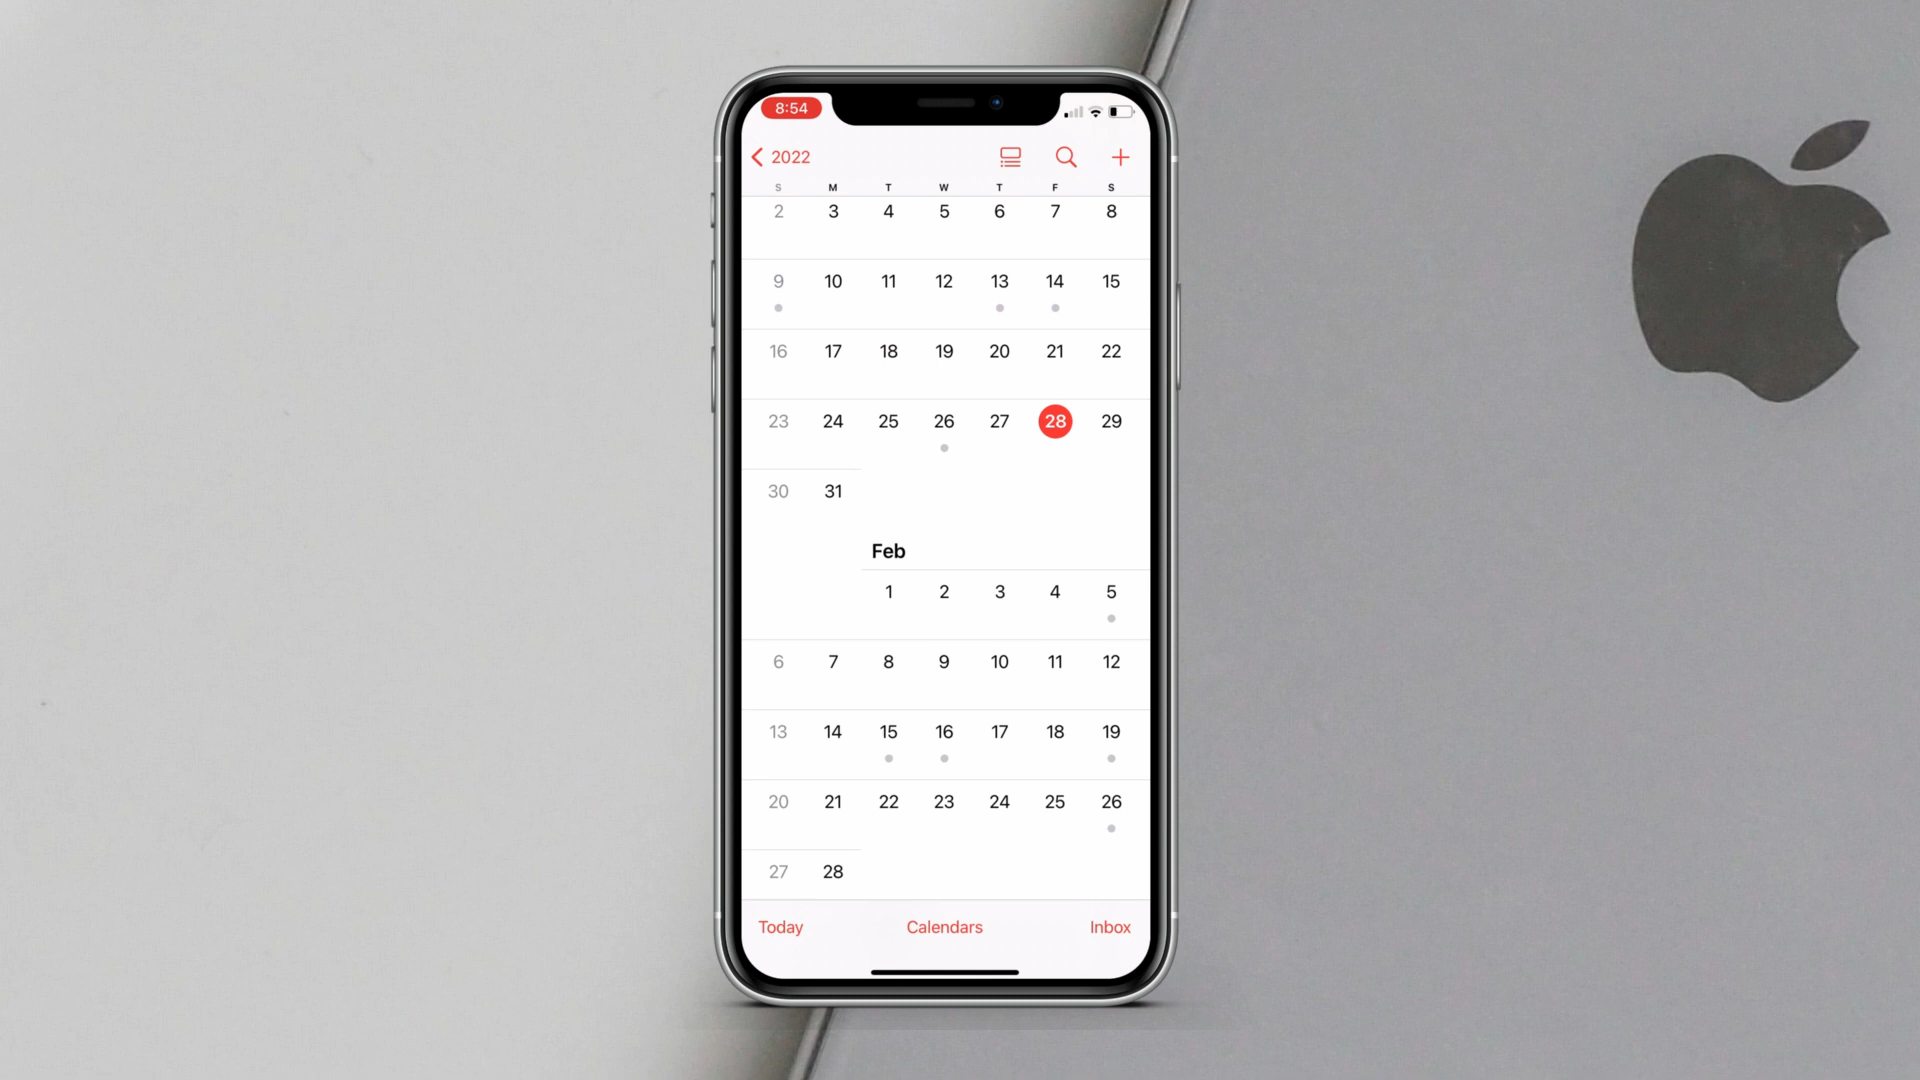 8:54
2022
S M T W T F S
2 3 4 5 6 7 8
9 10 11 12 13 14 15
16 17 18 19 20 21 22
23 24 25 26 27 28 29
30 31
Feb
1 2 3 4 5
6 7 8 9 10 11 12
13 14 15 16 17 18 19
20 21 22 23 24 25 26
27 28
Today Calendars Inbox